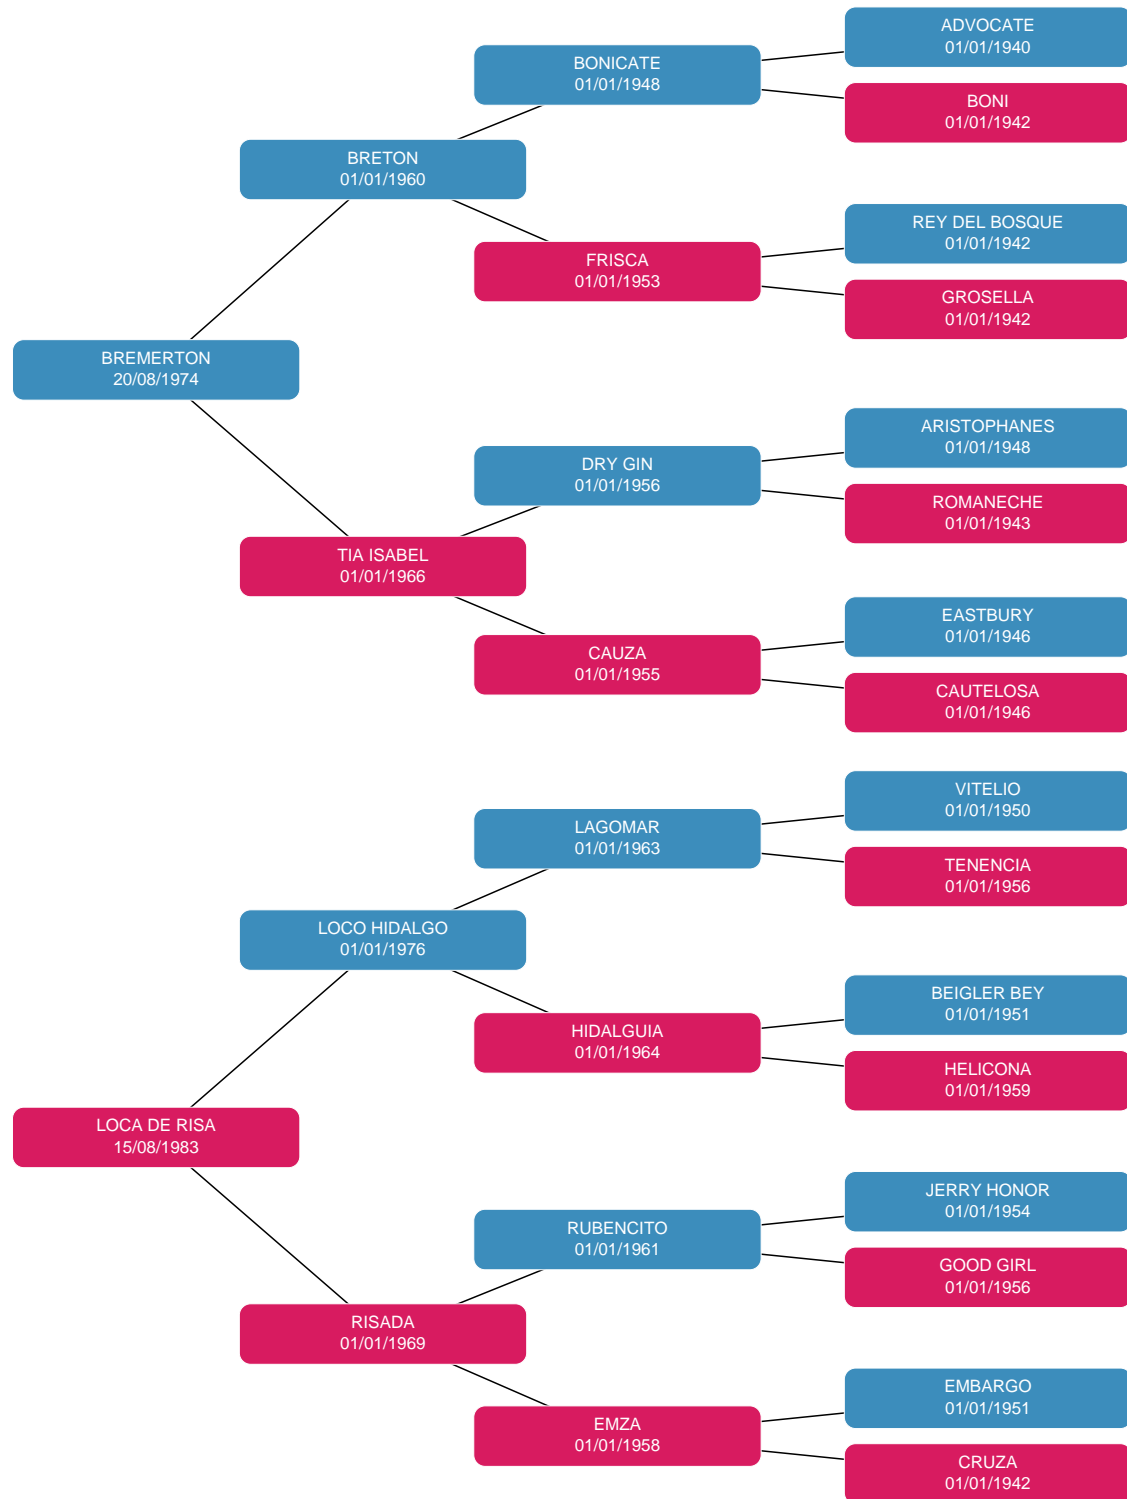 ADVOCATE
01/01/1940
BONICATE
01/01/1948
BONI
01/01/1942
BRETON
01/01/1960
REY DEL BOSQUE
01/01/1942
FRISCA
01/01/1953
GROSELLA
01/01/1942
BREMERTON
20/08/1974
ARISTOPHANES
01/01/1948
DRY GIN
01/01/1956
ROMANECHE
01/01/1943
TIA ISABEL
01/01/1966
EASTBURY
01/01/1946
CAUZA
01/01/1955
CAUTELOSA
01/01/1946
VITELIO
01/01/1950
LAGOMAR
01/01/1963
TENENCIA
01/01/1956
LOCO HIDALGO
01/01/1976
BEIGLER BEY
01/01/1951
HIDALGUIA
01/01/1964
HELICONA
01/01/1959
LOCA DE RISA
15/08/1983
JERRY HONOR
01/01/1954
RUBENCITO
01/01/1961
GOOD GIRL
01/01/1956
RISADA
01/01/1969
EMBARGO
01/01/1951
EMZA
01/01/1958
CRUZA
01/01/1942